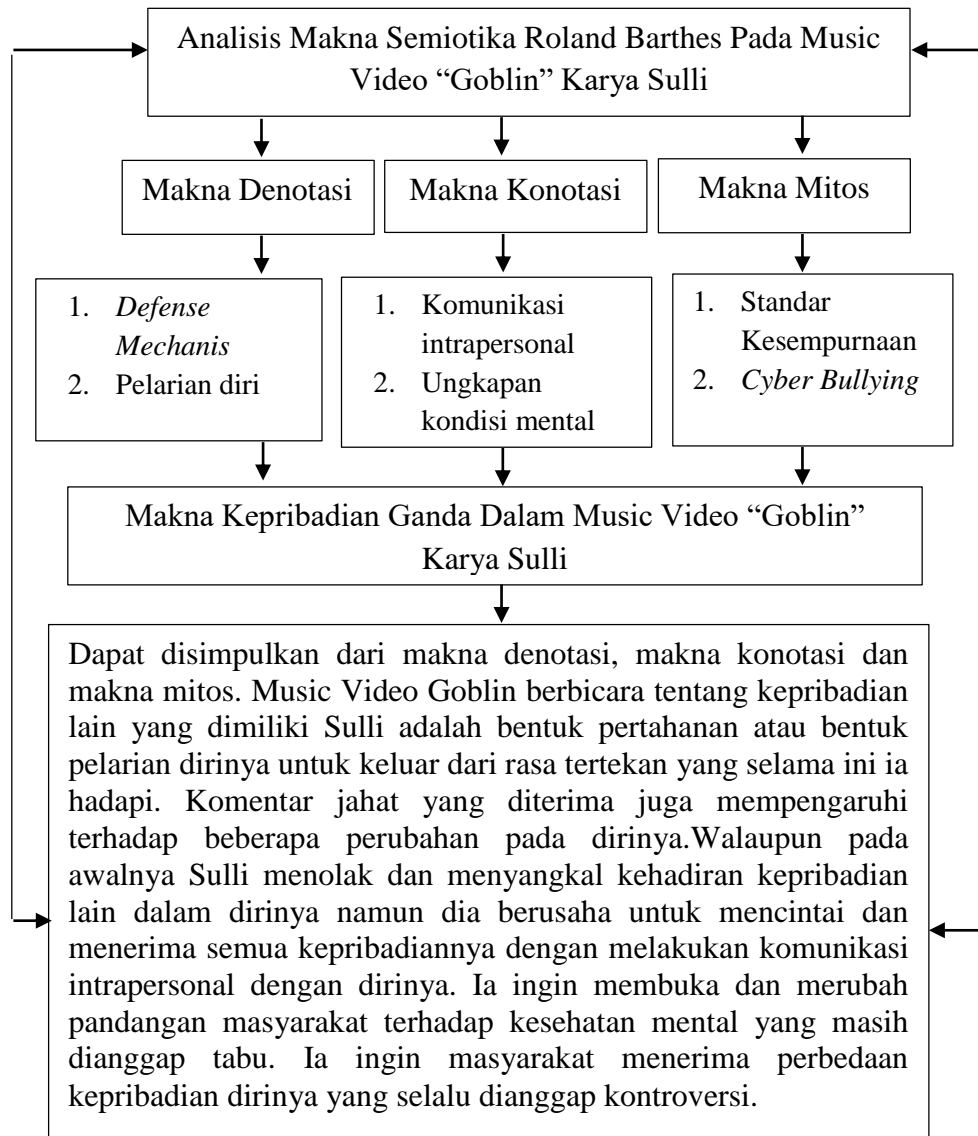 Analisis Makna Semiotika Roland Barthes Pada Music
Video “Goblin” Karya Sulli
Makna Denotasi
Makna Konotasi
Makna Mitos
1. Defense
Mechanis
2. Pelarian diri
1. Komunikasi
intrapersonal
2. Ungkapan
kondisi mental
1. Standar
Kesempurnaan
2. Cyber Bullying
Makna Kepribadian Ganda Dalam Music Video “Goblin”
Karya Sulli
Dapat disimpulkan dari makna denotasi, makna konotasi dan
makna mitos. Music Video Goblin berbicara tentang kepribadian
lain yang dimiliki Sulli adalah bentuk pertahanan atau bentuk
pelarian dirinya untuk keluar dari rasa tertekan yang selama ini ia
hadapi. Komentar jahat yang diterima juga mempengaruhi
terhadap beberapa perubahan pada dirinya.Walaupun pada
awalnya Sulli menolak dan menyangkal kehadiran kepribadian
lain dalam dirinya namun dia berusaha untuk mencintai dan
menerima semua kepribadiannya dengan melakukan komunikasi
intrapersonal dengan dirinya. Ia ingin membuka dan merubah
pandangan masyarakat terhadap kesehatan mental yang masih
dianggap tabu. Ia ingin masyarakat menerima perbedaan
kepribadian dirinya yang selalu dianggap kontroversi.